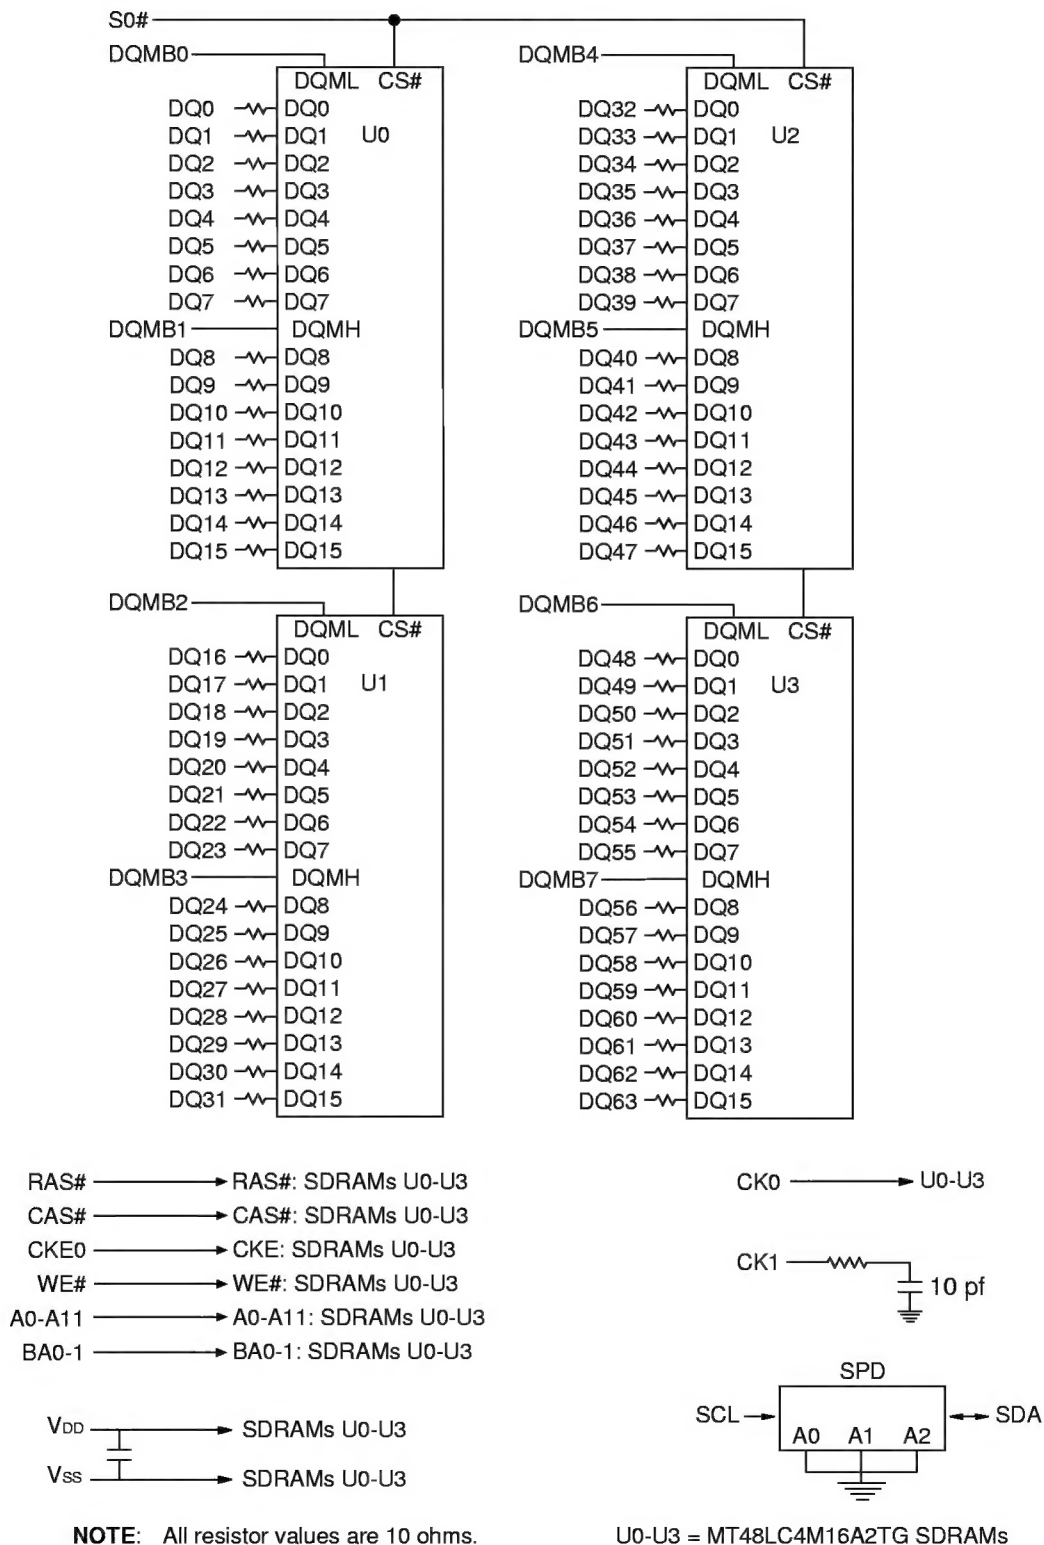 S0#
DQMB0
DQML CS#
DQ0 DQ0
DQ1 DQ1 U0
DQ2 DQ2
DQ3 DQ3
DQ4 DQ4
DQ5 DQ5
DQ6 DQ6
DQ7 DQ7
DQMB1 DQMH
DQ8 DQ8
DQ9 DQ9
DQ10 DQ10
DQ11 DQ11
DQ12 DQ12
DQ13 DQ13
DQ14 DQ14
DQ15 DQ15
DQMB2
DQML CS#
DQ16 DQ0
DQ17 DQ1 U1
DQ18 DQ2
DQ19 DQ3
DQ20 DQ4
DQ21 DQ5
DQ22 DQ6
DQ23 DQ7
DQMB3 DQMH
DQ24 DQ8
DQ25 DQ9
DQ26 DQ10
DQ27 DQ11
DQ28 DQ12
DQ29 DQ13
DQ30 DQ14
DQ31 DQ15
DQMB4
DQML CS#
DQ32 DQ0
DQ33 DQ1 U2
DQ34 DQ2
DQ35 DQ3
DQ36 DQ4
DQ37 DQ5
DQ38 DQ6
DQ39 DQ7
DQMB5 DQMH
DQ40 DQ8
DQ41 DQ9
DQ42 DQ10
DQ43 DQ11
DQ44 DQ12
DQ45 DQ13
DQ46 DQ14
DQ47 DQ15
DQMB6
DQML CS#
DQ48 DQ0
DQ49 DQ1 U3
DQ50 DQ2
DQ51 DQ3
DQ52 DQ4
DQ53 DQ5
DQ54 DQ6
DQ55 DQ7
DQMB7 DQMH
DQ56 DQ8
DQ57 DQ9
DQ58 DQ10
DQ59 DQ11
DQ60 DQ12
DQ61 DQ13
DQ62 DQ14
DQ63 DQ15
RAS# RAS#: SDRAMs U0-U3
CAS# CAS#: SDRAMs U0-U3
CKE0 CKE: SDRAMs U0-U3
WE# WE#: SDRAMs U0-U3
A0-A11 A0-A11: SDRAMs U0-U3
BA0-1 BA0-1: SDRAMs U0-U3
VDD SDRAMs U0-U3
VSS SDRAMs U0-U3
CK0 U0-U3
CK1
10 pf
SPD
SCL SDA
A0 A1 A2
NOTE: All resistor values are 10 ohms.
U0-U3 = MT48LC4M16A2TG SDRAMs